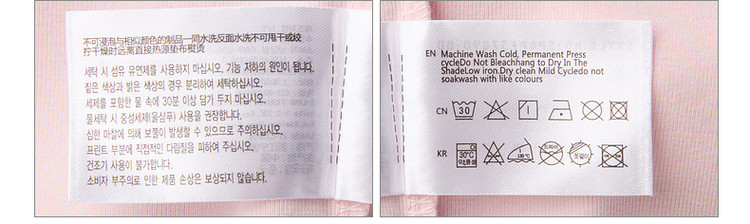 不可浸泡与相似颜色的制品一同水洗反面水洗不可甩干或绞
拧干燥时远离直接热源垫布熨烫
세탁 시 섬유 유연제를 사용하지 마십시오. 기능 저하의 원인이 됩니다.
짙은 색상과 밝은 색상의 경우 분리하여 세탁하십시오.
세제를 포함한 물 속에 30분 이상 담가 두지 마십시오.
물세탁 시 중성세제(울샴푸) 사용을 권장합니다.
심한 마찰에 의해 보풀이 발생할 수 있으므로 주의하십시오.
프린트 부분에 직접적인 다림질을 피하여 주십시오.
건조기 사용이 불가합니다.
소비자 부주의로 인한 제품 손상은 보상되지 않습니다.
EN Machine Wash Cold, Permanent Press
cycleDo Not Bleachhang to Dry In The
ShadeLow iron.Dry clean Mild Cycledo not
soakwash with like colours
CN 30
KR 30℃